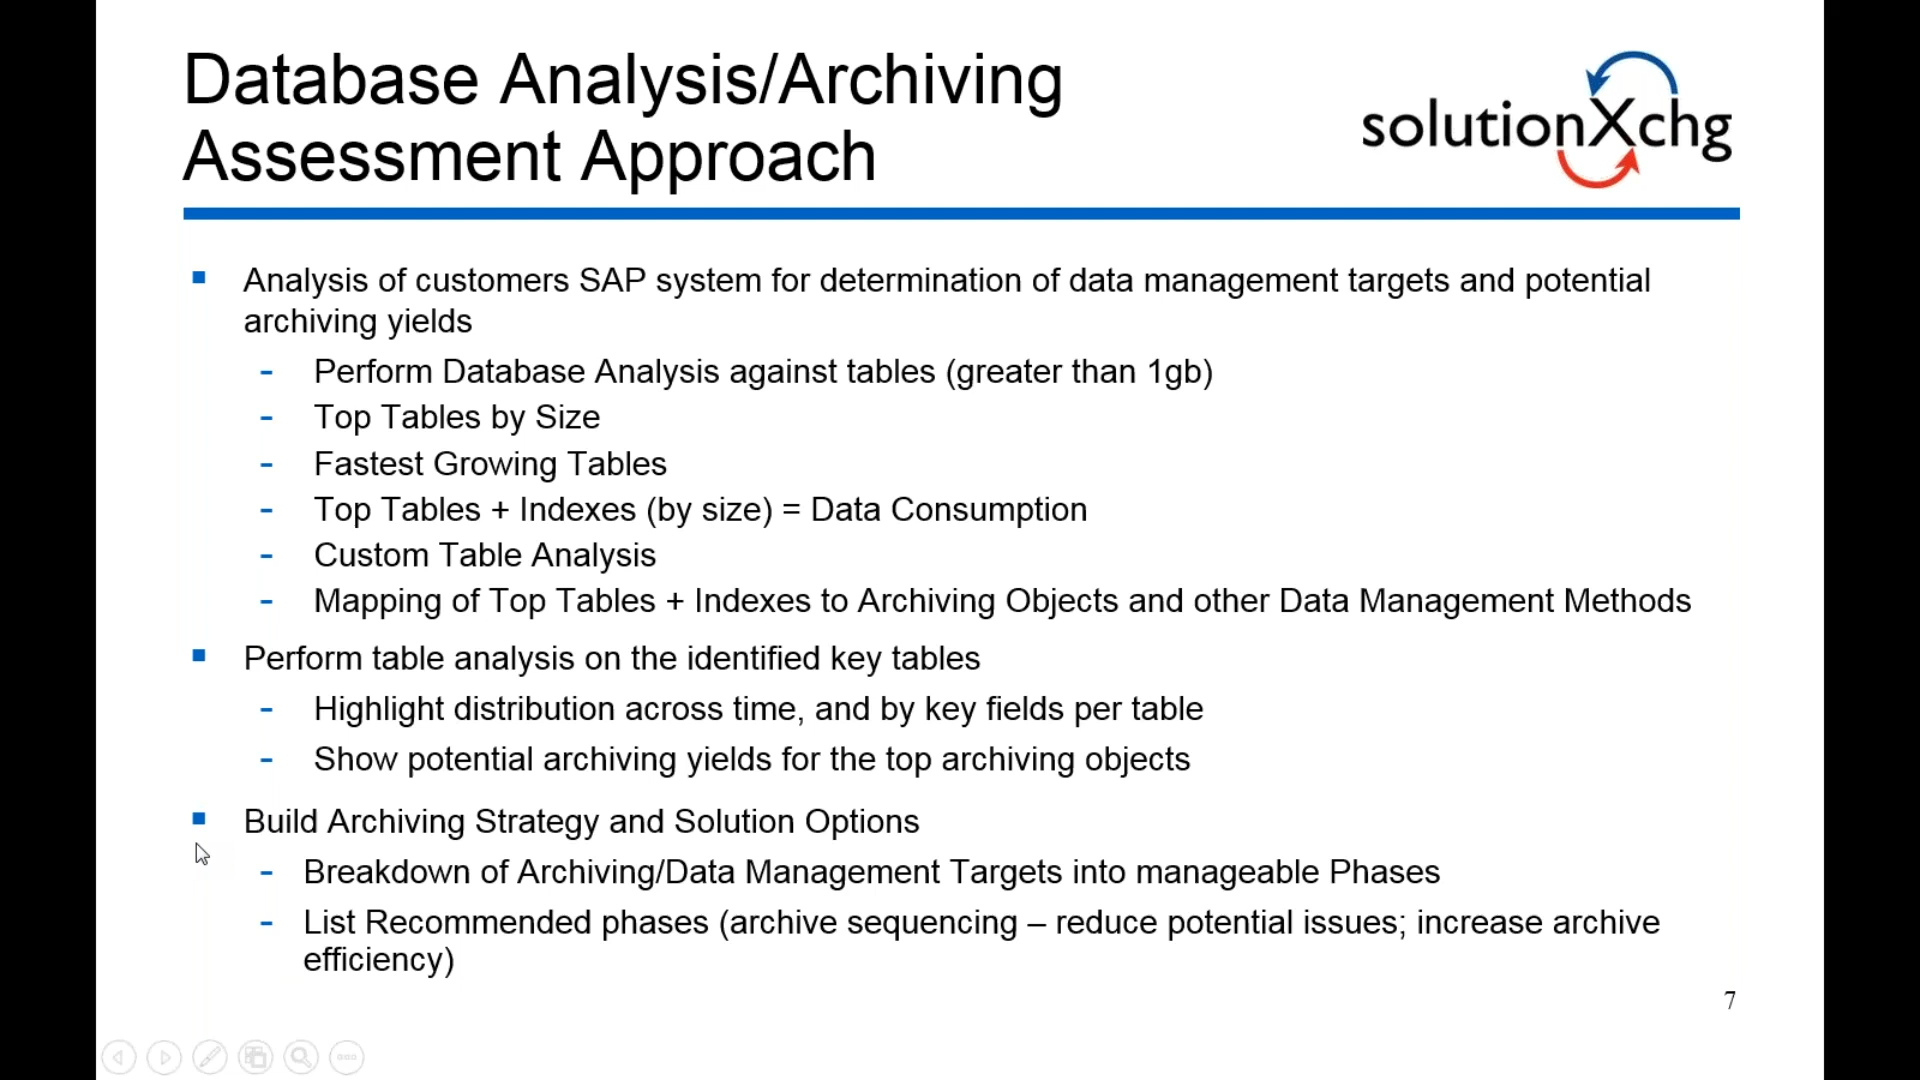 Database Analysis/Archiving
Assessment Approach
solutionXchg
Analysis of customers SAP system for determination of data management targets and potential
archiving yields
- Perform Database Analysis against tables (greater than 1gb)
- Top Tables by Size
- Fastest Growing Tables
- Top Tables + Indexes (by size) = Data Consumption
- Custom Table Analysis
- Mapping of Top Tables + Indexes to Archiving Objects and other Data Management Methods
Perform table analysis on the identified key tables
- Highlight distribution across time, and by key fields per table
- Show potential archiving yields for the top archiving objects
Build Archiving Strategy and Solution Options
- Breakdown of Archiving/Data Management Targets into manageable Phases
- List Recommended phases (archive sequencing – reduce potential issues; increase archive
efficiency)
7